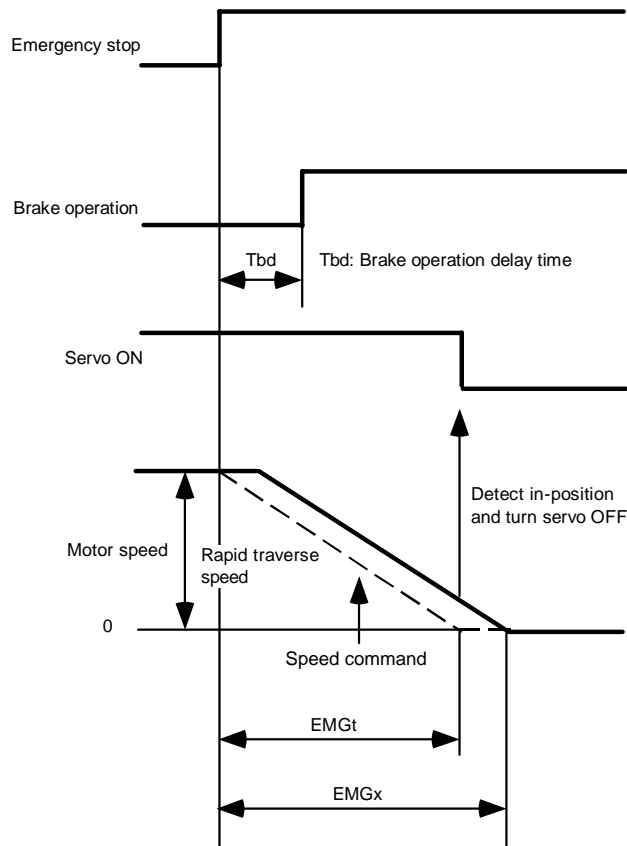 Emergency stop
Brake operation
Tbd
Tbd: Brake operation delay time
Servo ON
Detect in-position
and turn servo OFF
Motor speed
Rapid traverse
speed
0
Speed command
EMGt
EMGx